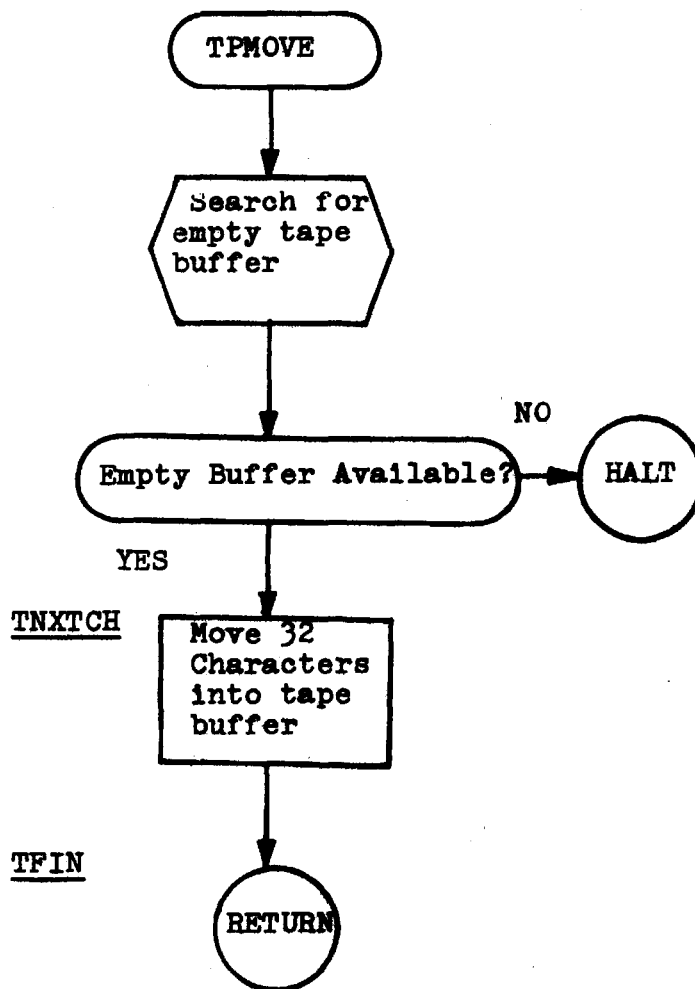 TPMOVE
Search for
empty tape
buffer
NO
Empty Buffer Available?
HALT
YES
TNXTCH
Move 32
Characters
into tape
buffer
TFIN
RETURN